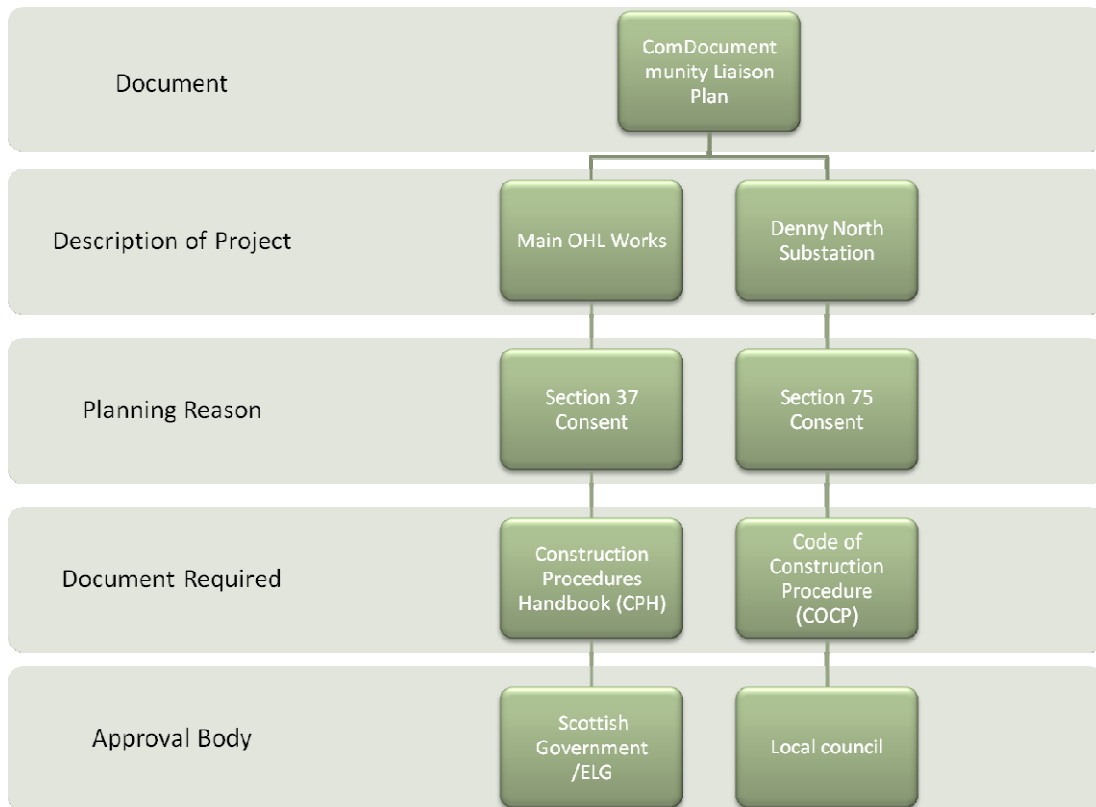 Document
ComDocument
munity Liaison
Plan
Description of Project
Main OHL Works
Denny North
Substation
Planning Reason
Section 37
Consent
Section 75
Consent
Document Required
Construction
Procedures
Handbook (CPH)
Code of
Construction
Procedure
(COCP)
Approval Body
Scottish
Government
/ELG
Local council